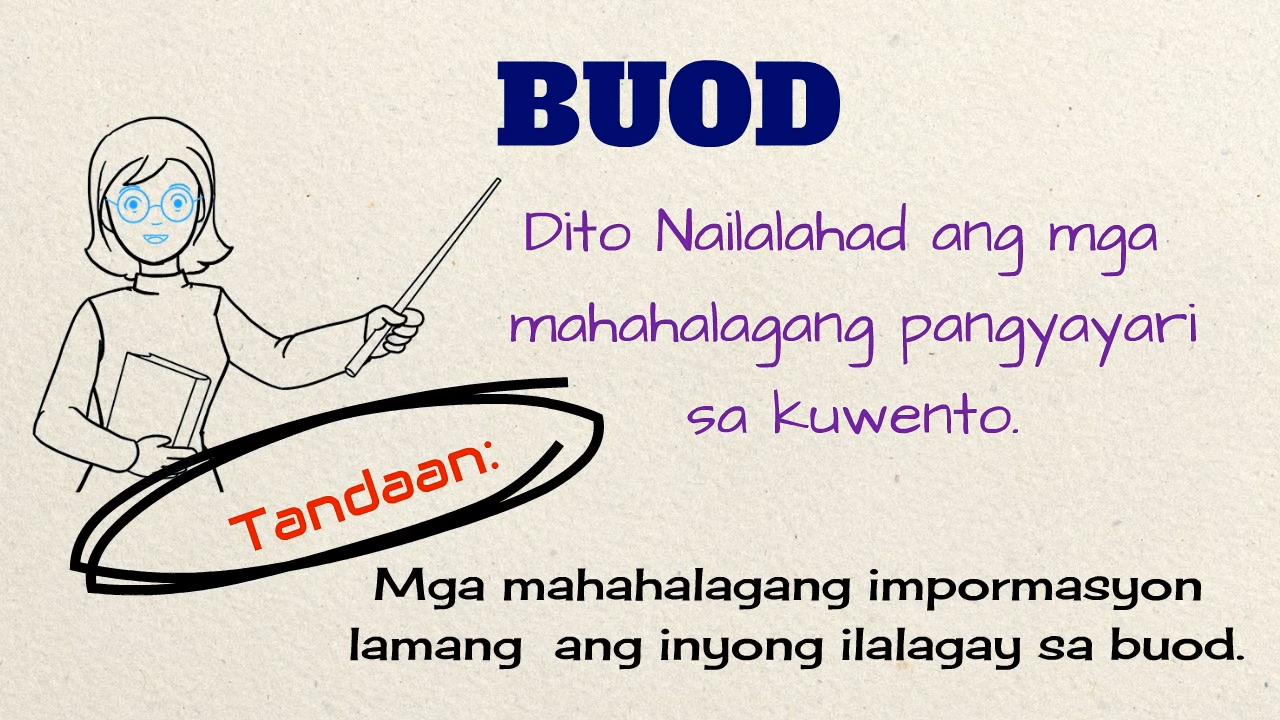 BUOD
Dito Nailalahad ang mga
mahahalagang pangyayari
sa kuwento.
Tandaan:
Mga mahahalagang impormasyon
lamang ang inyong ilalagay sa buod.